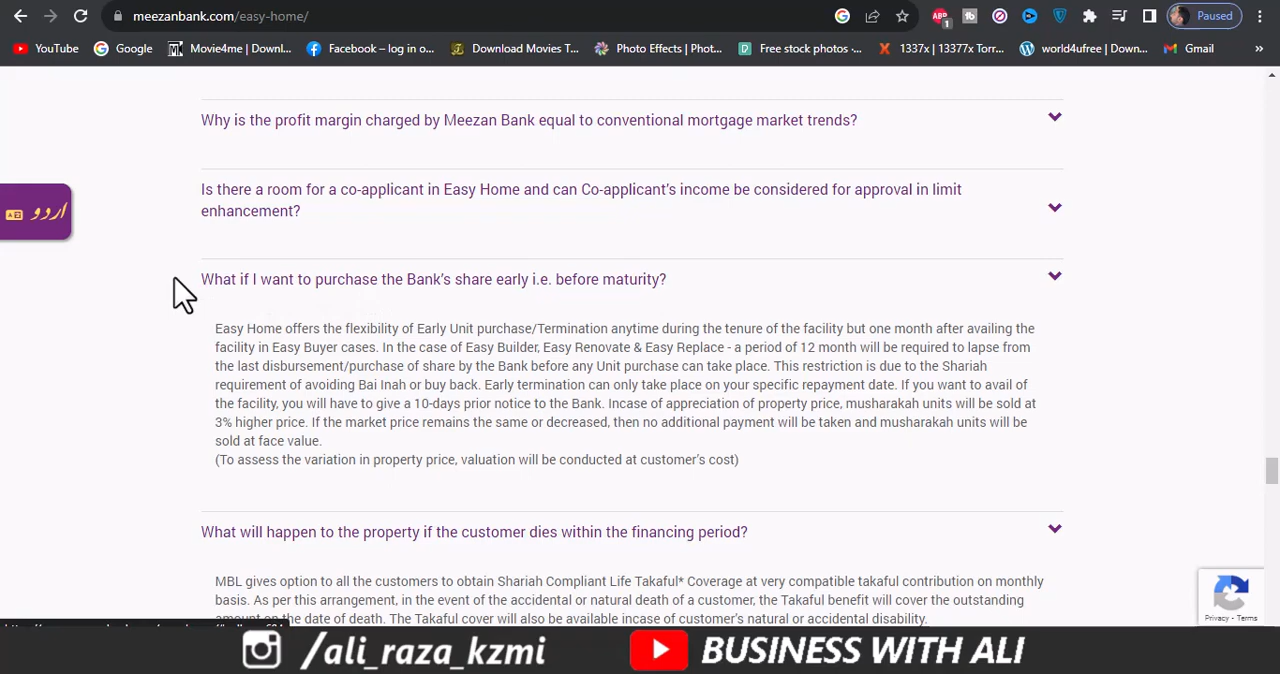 meezanbank.com/easy-home/
Paused
YouTube
Google
Movie4me | Downl...
Facebook – log in o...
Download Movies T...
Photo Effects | Phot...
Free stock photos -...
1337x | 13377x Torr...
world4ufree | Down...
Gmail
»
Why is the profit margin charged by Meezan Bank equal to conventional mortgage market trends?
Is there a room for a co-applicant in Easy Home and can Co-applicant's income be considered for approval in limit
enhancement?
اردو
What if I want to purchase the Bank's share early i.e. before maturity?
Easy Home offers the flexibility of Early Unit purchase/Termination anytime during the tenure of the facility but one month after availing the
facility in Easy Buyer cases. In the case of Easy Builder, Easy Renovate & Easy Replace - a period of 12 month will be required to lapse from
the last disbursement/purchase of share by the Bank before any Unit purchase can take place. This restriction is due to the Shariah
requirement of avoiding Bai Inah or buy back. Early termination can only take place on your specific repayment date. If you want to avail of
the facility, you will have to give a 10-days prior notice to the Bank. Incase of appreciation of property price, musharakah units will be sold at
3% higher price. If the market price remains the same or decreased, then no additional payment will be taken and musharakah units will be
sold at face value.
(To assess the variation in property price, valuation will be conducted at customer's cost)
What will happen to the property if the customer dies within the financing period?
MBL gives option to all the customers to obtain Shariah Compliant Life Takaful* Coverage at very compatible takaful contribution on monthly
basis. As per this arrangement, in the event of the accidental or natural death of a customer, the Takaful benefit will cover the outstanding
amount on the date of death. The Takaful cover will also be available incase of customer's natural or accidental disability.
Privacy - Terms
/ali_raza_kzmi
BUSINESS WITH ALI